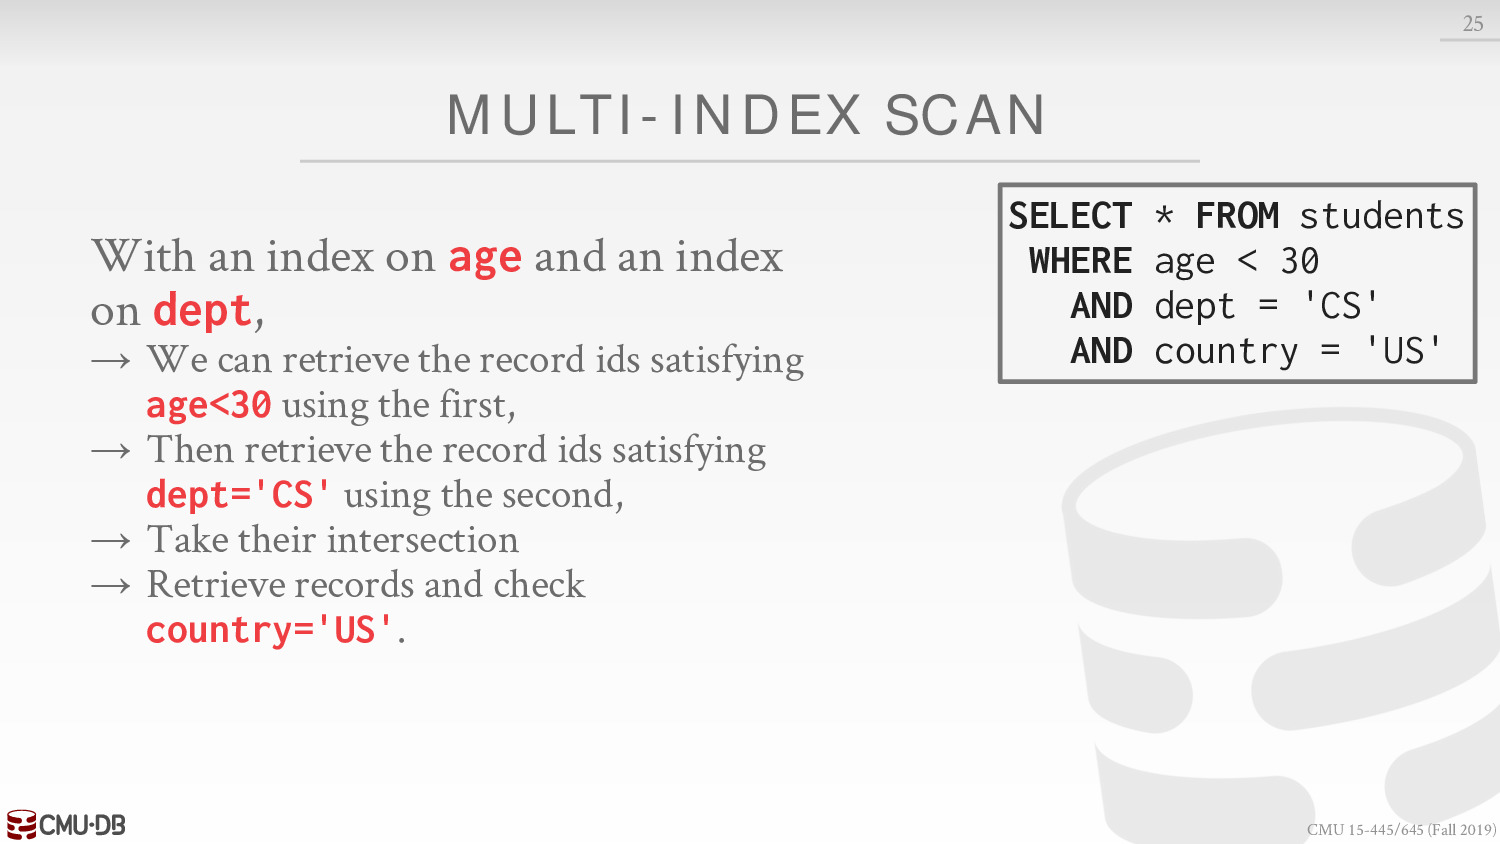 25
MULTI-INDEX SCAN
With an index on age and an index
on dept,
→ We can retrieve the record ids satisfying
age<30 using the first,
→ Then retrieve the record ids satisfying
dept='CS' using the second,
→ Take their intersection
→ Retrieve records and check
country='US'.
SELECT * FROM students
WHERE age < 30
AND dept = 'CS'
AND country = 'US'
CMU·DB
CMU 15-445/645 (Fall 2019)